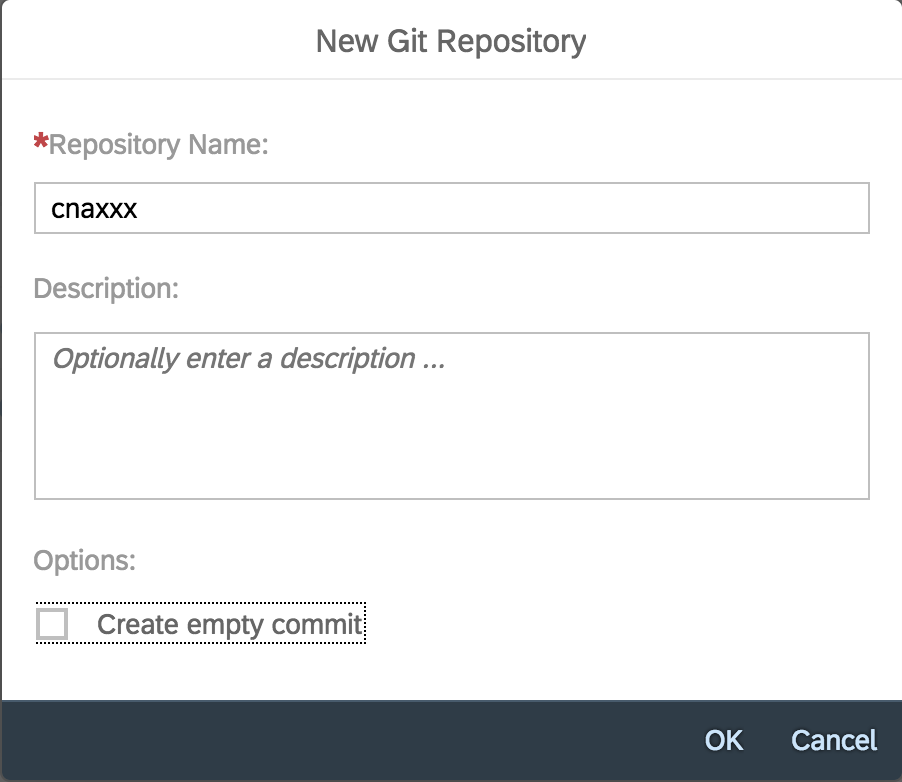 New Git Repository
*Repository Name:
cnaxxx
Description:
Optionally enter a description ...
Options:
Create empty commit
OK Cancel